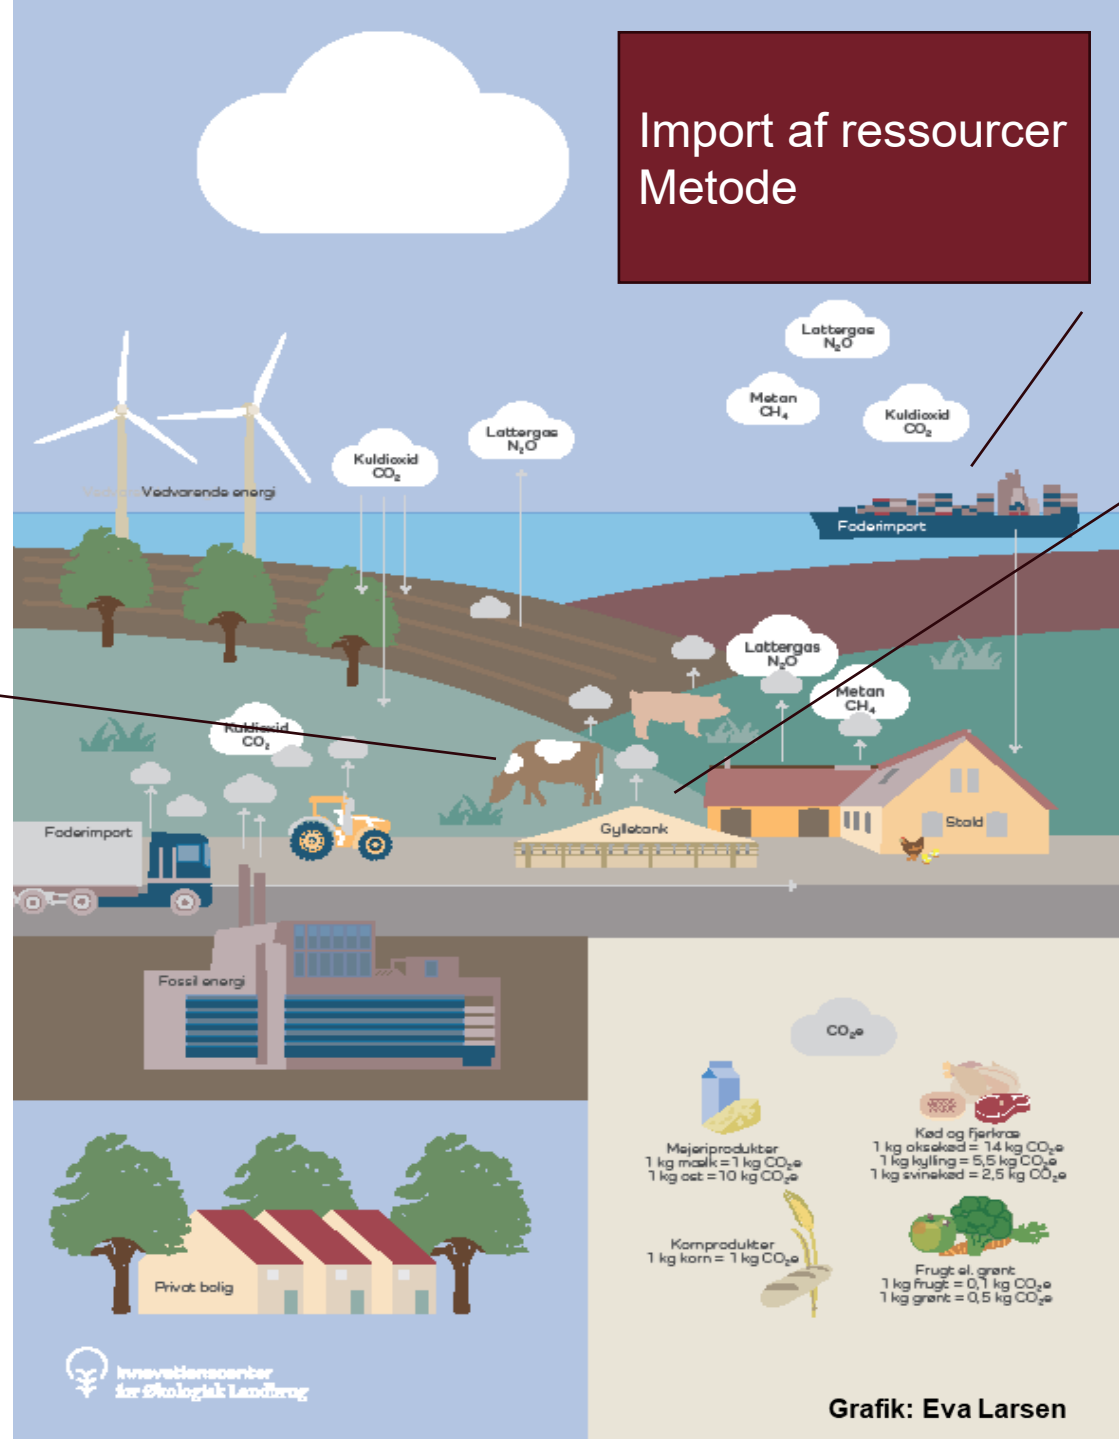 Import af ressourcer
Metode
Lattergas
N₂O
Metan
CH₄
Kuldioxid
CO₂
Lattergas
N₂O
Kuldioxid
CO₂
Vedvarende energi
Foderimport
Lattergas
N₂O
Metan
CH₄
Kuldioxid
CO₂
Foderimport
Gylletank
Stald
Fossil energi
CO₂e
Mejeriprodukter
1 kg mælk = 1 kg CO₂e
1 kg ost = 10 kg CO₂e
Kød og fjerkræ
1 kg oksekød = 14 kg CO₂e
1 kg kylling = 5,5 kg CO₂e
1 kg svinekød = 2,5 kg CO₂e
Kornprodukter
1 kg korn = 1 kg CO₂e
Frugt el. grønt
1 kg frugt = 0,1 kg CO₂e
1 kg grønt = 0,5 kg CO₂e
Privat bolig
Innovationscenter
for Økologisk Landbrug
Grafik: Eva Larsen